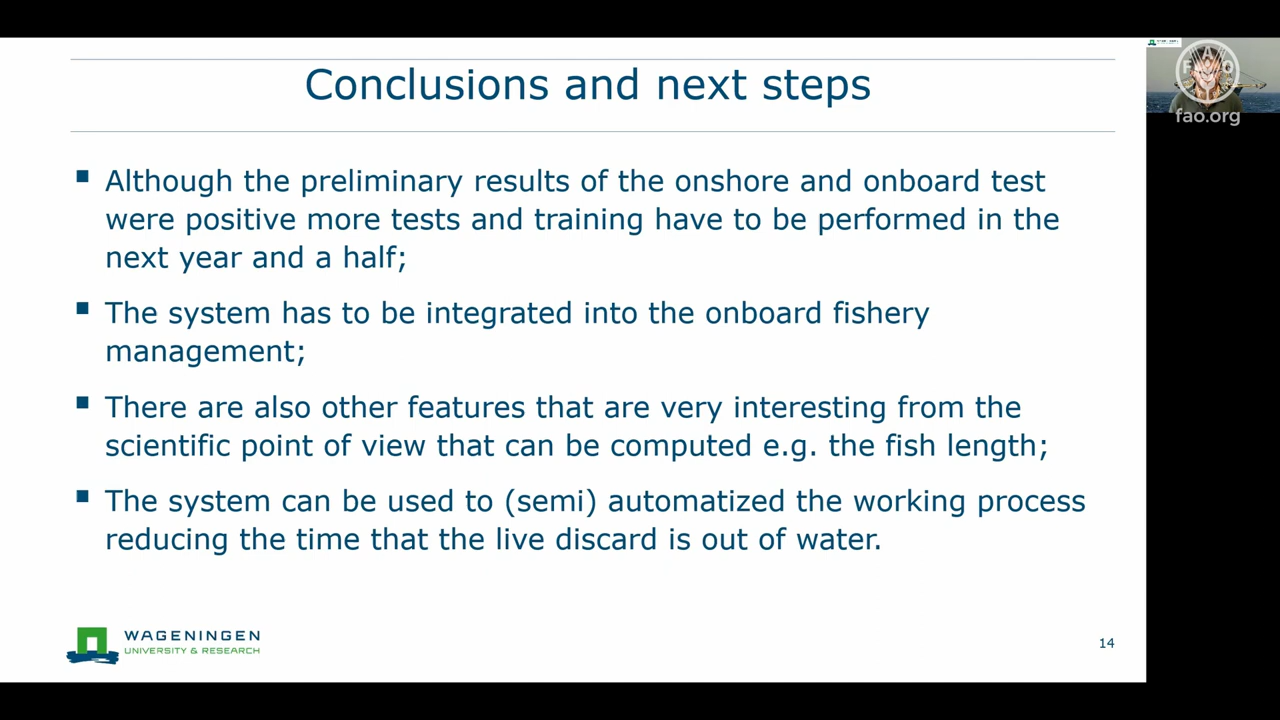 Conclusions and next steps
Although the preliminary results of the onshore and onboard test
were positive more tests and training have to be performed in the
next year and a half;
The system has to be integrated into the onboard fishery
management;
There are also other features that are very interesting from the
scientific point of view that can be computed e.g. the fish length;
The system can be used to (semi) automatized the working process
reducing the time that the live discard is out of water.
WAGENINGEN
UNIVERSITY & RESEARCH
14
FAO
fao.org